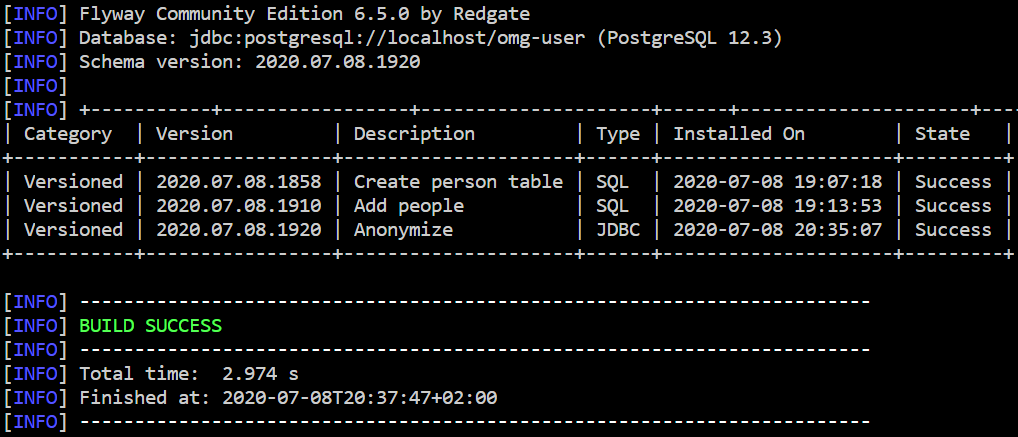 [INFO] Flyway Community Edition 6.5.0 by Redgate
[INFO] Database: jdbc:postgresql://localhost/omg-user (PostgreSQL 12.3)
[INFO] Schema version: 2020.07.08.1920
[INFO]
[INFO] +-----------+-----------------+---------------------+------+---------------------+----
| Category  | Version         | Description         | Type | Installed On        | State   |
+-----------+-----------------+---------------------+------+---------------------+---------+
| Versioned | 2020.07.08.1858 | Create person table | SQL  | 2020-07-08 19:07:18 | Success |
| Versioned | 2020.07.08.1910 | Add people          | SQL  | 2020-07-08 19:13:53 | Success |
| Versioned | 2020.07.08.1920 | Anonymize           | JDBC | 2020-07-08 20:35:07 | Success |
+-----------+-----------------+---------------------+------+---------------------+---------+
[INFO] ------------------------------------------------------------------------
[INFO] BUILD SUCCESS
[INFO] ------------------------------------------------------------------------
[INFO] Total time:  2.974 s
[INFO] Finished at: 2020-07-08T20:37:47+02:00
[INFO] ------------------------------------------------------------------------